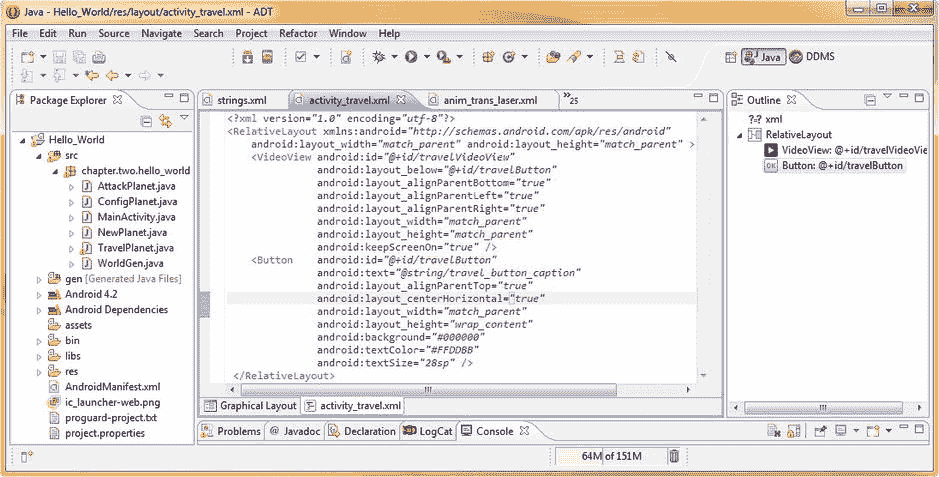 Java - Hello_World/res/layout/activity_travel.xml - ADT
File Edit Run Source Navigate Search Project Refactor Window Help
Java DDMS
Package Explorer
Hello_World
src
chapter.two.hello_world
AttackPlanet.java
ConfigPlanet.java
MainActivity.java
NewPlanet.java
TravelPlanet.java
WorldGen.java
gen [Generated Java Files]
Android 4.2
Android Dependencies
assets
bin
libs
res
AndroidManifest.xml
ic_launcher-web.png
proguard-project.txt
project.properties
strings.xml activity_travel.xml anim_trans_laser.xml »25
<?xml version="1.0" encoding="utf-8"?>
<RelativeLayout xmlns:android="http://schemas.android.com/apk/res/android"
android:layout_width="match_parent" android:layout_height="match_parent" >
<VideoView android:id="@+id/travelVideoView"
android:layout_below="@+id/travelButton"
android:layout_alignParentBottom="true"
android:layout_alignParentLeft="true"
android:layout_alignParentRight="true"
android:layout_width="match_parent"
android:layout_height="match_parent"
android:keepScreenOn="true" />
<Button android:id="@+id/travelButton"
android:text="@string/travel_button_caption"
android:layout_alignParentTop="true"
android:layout_centerHorizontal="true"
android:layout_width="match_parent"
android:layout_height="wrap_content"
android:background="#000000"
android:textColor="#FFDDBB"
android:textSize="28sp" />
</RelativeLayout>
Graphical Layout activity_travel.xml
Outline
?-? xml
RelativeLayout
VideoView: @+id/travelVideoVie
OK Button: @+id/travelButton
Problems @ Javadoc Declaration LogCat Console
64M of 151M